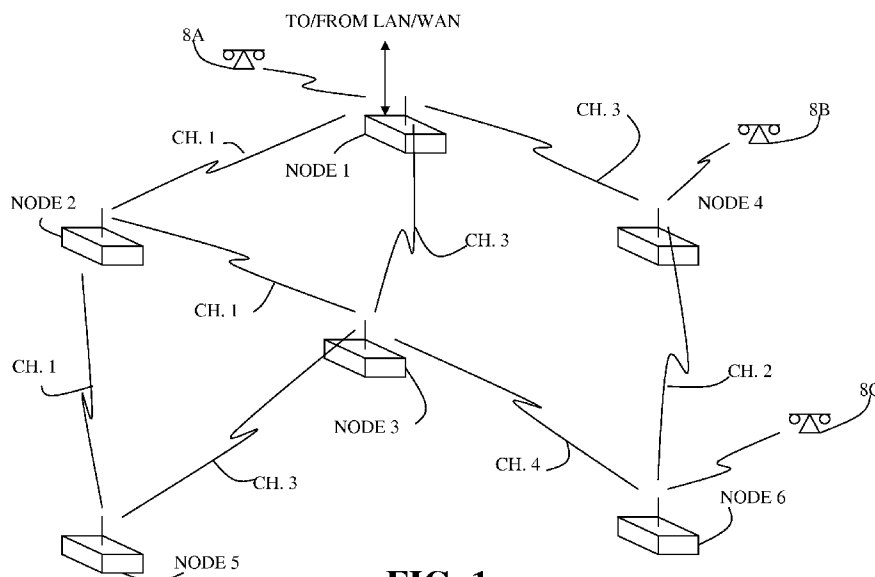 TO/FROM LAN/WAN
8A
CH. 3
CH. 1
8B
NODE 1
NODE 2
NODE 4
CH. 3
CH. 1
CH. 1
CH. 2
8C
NODE 3
CH. 4
CH. 3
NODE 6
NODE 5
FIG. 1